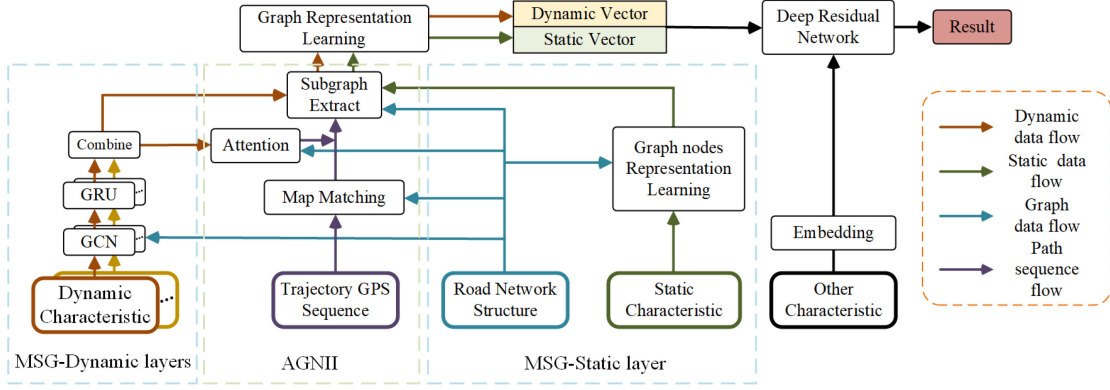 Graph Representation
Learning
Dynamic Vector
Static Vector
Deep Residual
Network
Result
Subgraph
Extract
Combine
Attention
Graph nodes
Representation
Learning
GRU
...
Map Matching
GCN
...
Embedding
Dynamic
Characteristic
...
Trajectory GPS
Sequence
Road Network
Structure
Static
Characteristic
Other
Characteristic
MSG-Dynamic layers
AGNII
MSG-Static layer
Dynamic
data flow
Static data
flow
Graph
data flow
Path
sequence
flow